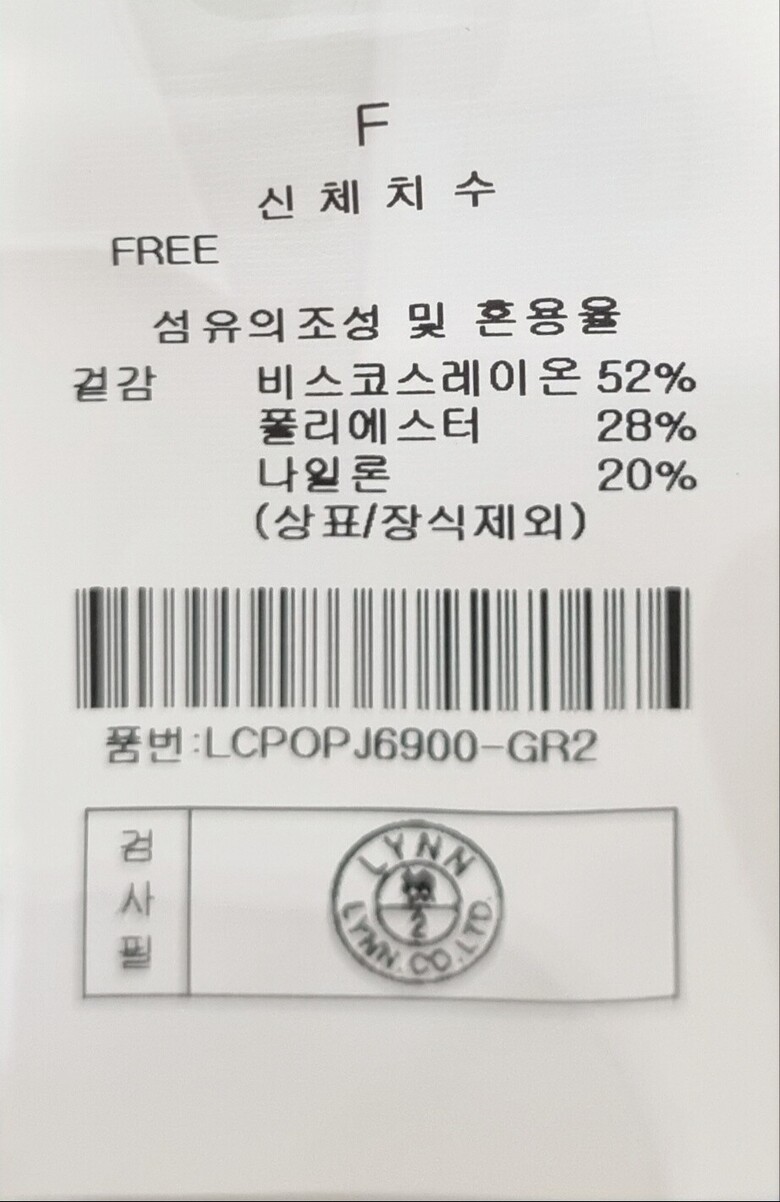 F
신체치수
FREE
섬유의조성 및 혼용율
겉감 비스코스레이온 52%
폴리에스터 28%
나일론 20%
(상표/장식제외)
품번:LCPOPJ6900-GR2
검사필
LYNN
2
LYNN.CO.LTD.